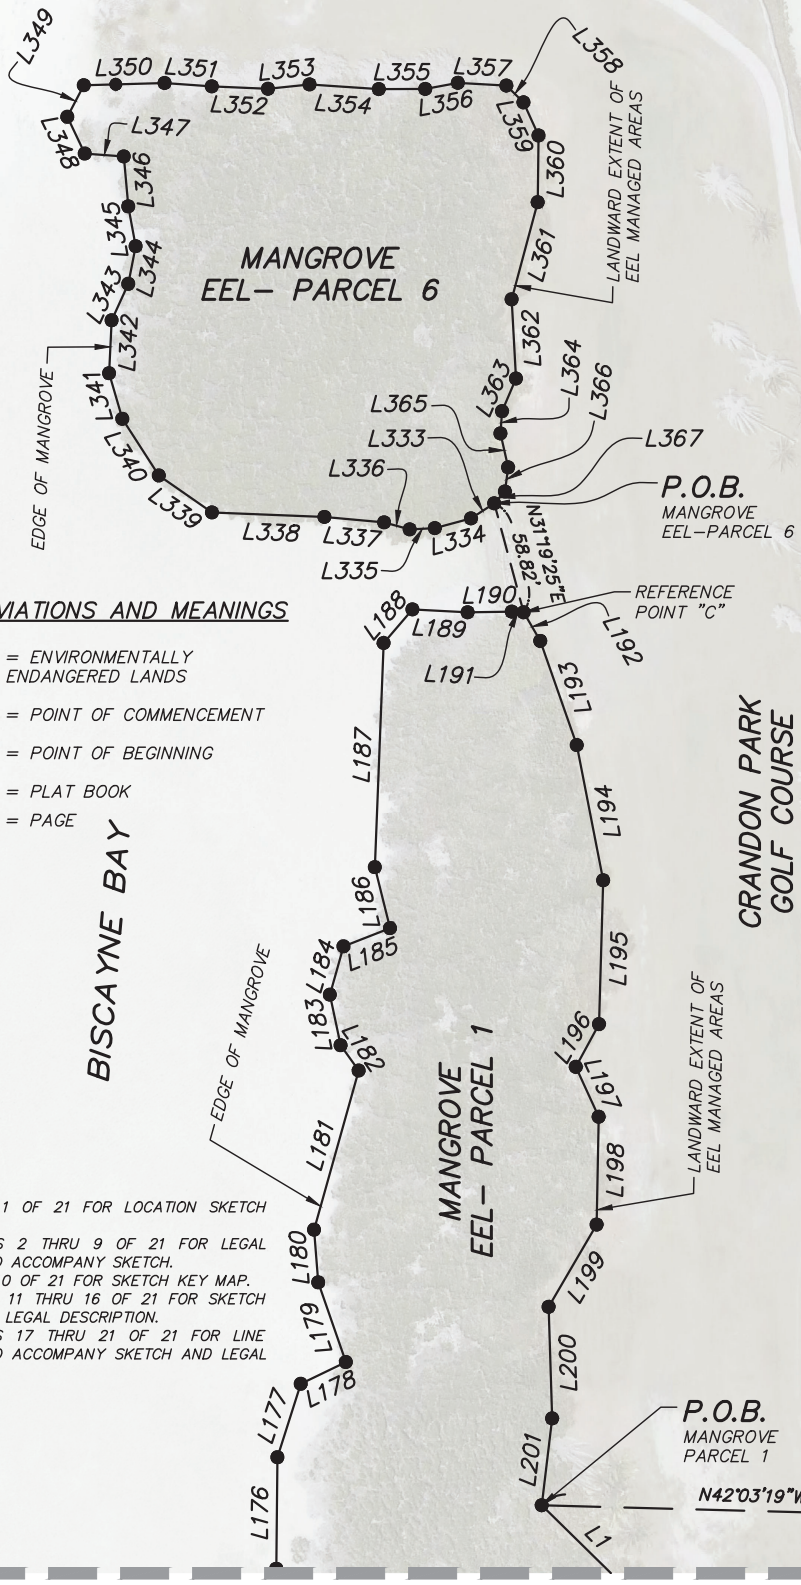 L349
L350
L351
L352
L353
L354
L355
L356
L357
L358
L359
L360
L361
L362
L363
L364
L365
L366
L367
L333
L334
L335
L336
L337
L338
L339
L340
L341
L342
L343
L344
L345
L346
L347
L348
MANGROVE
EEL- PARCEL 6
EDGE OF MANGROVE
LANDWARD EXTENT OF
EEL MANAGED AREAS
P.O.B.
MANGROVE
EEL-PARCEL 6
N31°19'25"E
58.82'
REFERENCE
POINT "C"
VIATIONS AND MEANINGS
= ENVIRONMENTALLY
ENDANGERED LANDS
= POINT OF COMMENCEMENT
= POINT OF BEGINNING
= PLAT BOOK
= PAGE
BISCAYNE BAY
L188
L189
L190
L191
L192
L193
L187
L194
L186
L185
L184
L183
L182
L195
L196
L197
L181
L198
L180
L199
L179
L200
L178
L177
L201
L176
L1
CRANDON PARK
GOLF COURSE
EDGE OF MANGROVE
MANGROVE
EEL- PARCEL 1
LANDWARD EXTENT OF
EEL MANAGED AREAS
1 OF 21 FOR LOCATION SKETCH
S 2 THRU 9 OF 21 FOR LEGAL
O ACCOMPANY SKETCH.
0 OF 21 FOR SKETCH KEY MAP.
11 THRU 16 OF 21 FOR SKETCH
LEGAL DESCRIPTION.
S 17 THRU 21 OF 21 FOR LINE
O ACCOMPANY SKETCH AND LEGAL
P.O.B.
MANGROVE
PARCEL 1
N42°03'19"W